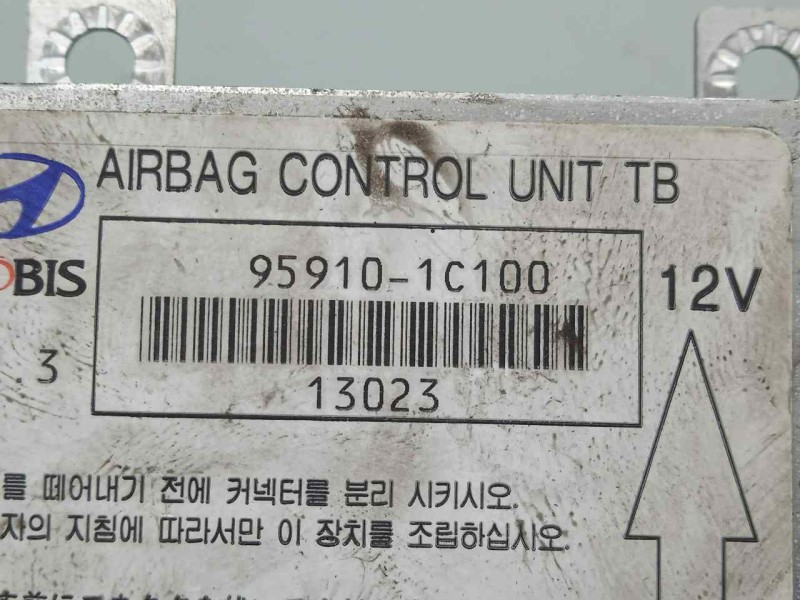 AIRBAG CONTROL UNIT TB
OBIS
95910-1C100
12V
.3
13023
를 떼어내기 전에 커넥터를 분리 시키시오.
자의 지침에 따라서만 이 장치를 조립하십시오.